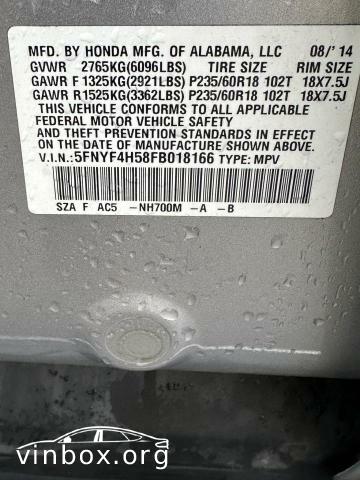 MFD. BY HONDA MFG. OF ALABAMA, LLC 08/'14
GVWR 2765KG(6096LBS) TIRE SIZE RIM SIZE
GAWR F 1325KG(2921LBS) P235/60R18 102T 18X7.5J
GAWR R 1525KG(3362LBS) P235/60R18 102T 18X7.5J
THIS VEHICLE CONFORMS TO ALL APPLICABLE
FEDERAL MOTOR VEHICLE SAFETY
AND THEFT PREVENTION STANDARDS IN EFFECT
ON THE DATE OF MANUFACTURE SHOWN ABOVE.
V.I.N.:5FNYF4H58FB018166 TYPE: MPV
SZA F AC5 -NH700M -A -B
vinbox.org